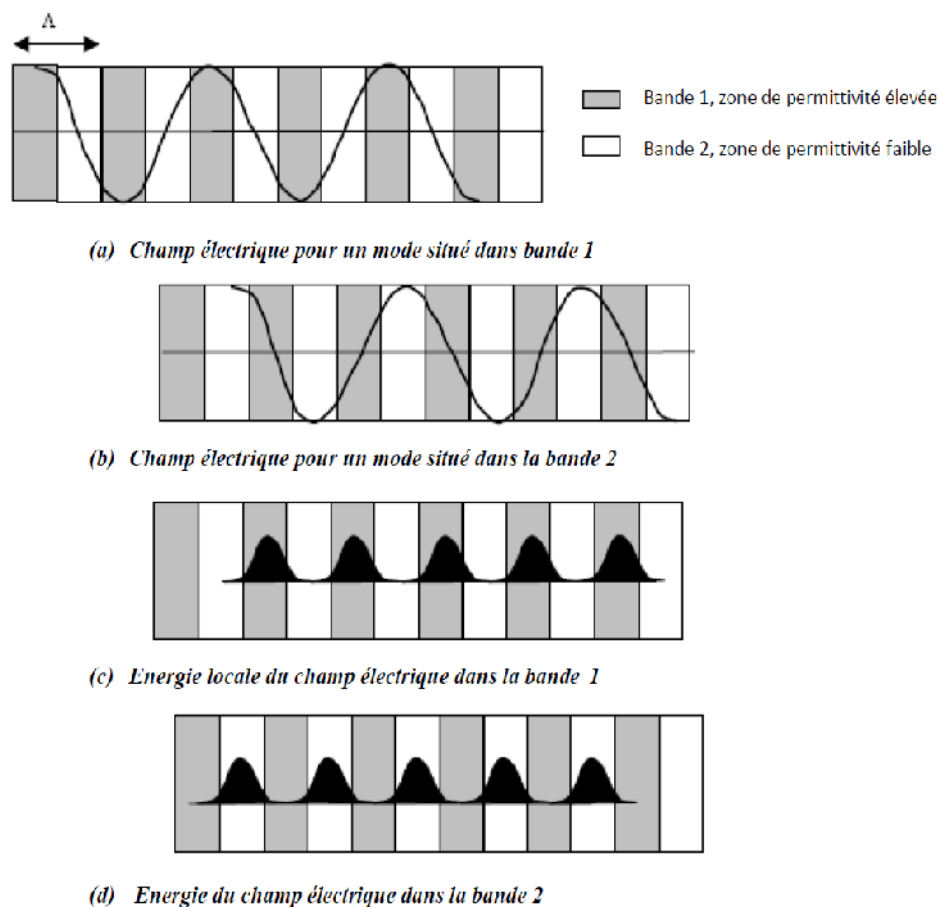 Λ
Bande 1, zone de permittivité élevée
Bande 2, zone de permittivité faible
(a) Champ électrique pour un mode situé dans bande 1
(b) Champ électrique pour un mode situé dans la bande 2
(c) Energie locale du champ électrique dans la bande 1
(d) Energie du champ électrique dans la bande 2